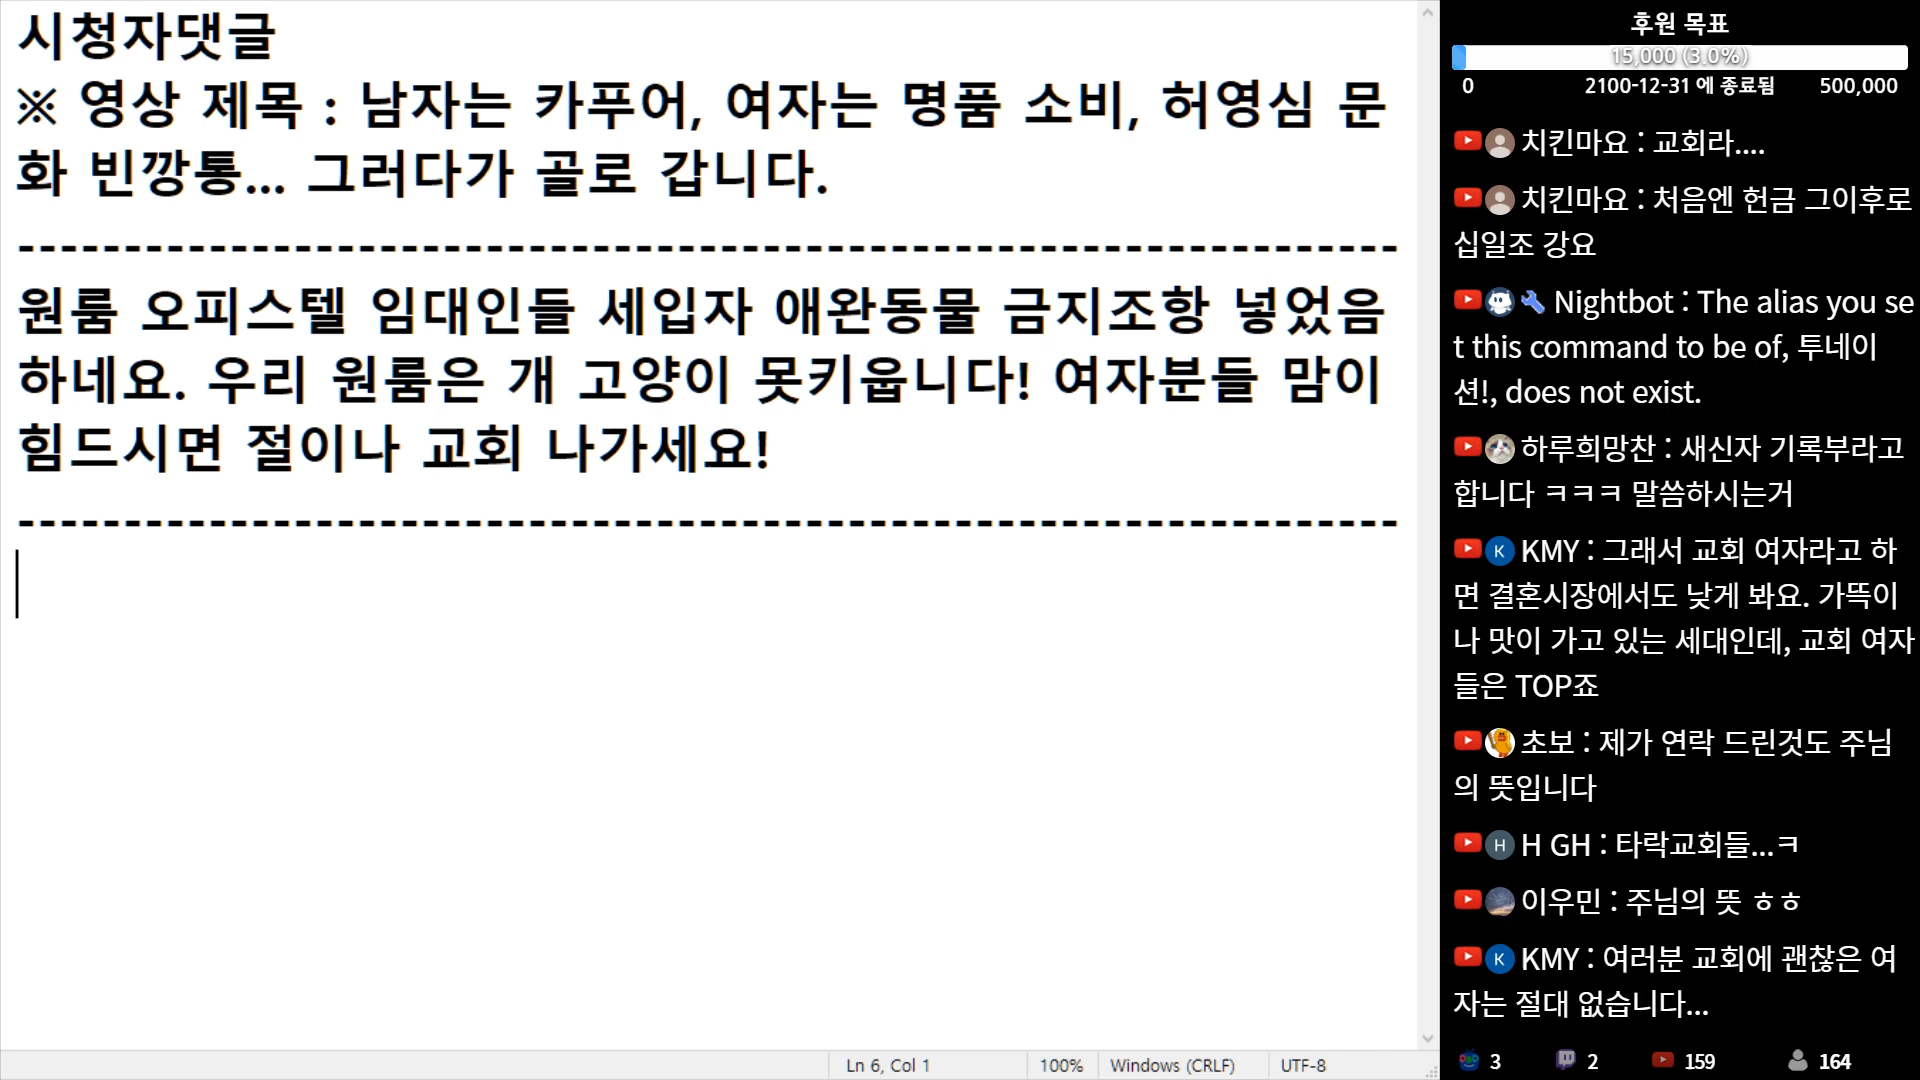 시청자댓글
※ 영상 제목 : 남자는 카푸어, 여자는 명품 소비, 허영심 문
화 빈깡통... 그러다가 골로 갑니다.
------------------------------------------------------------------
원룸 오피스텔 임대인들 세입자 애완동물 금지조항 넣었음
하네요. 우리 원룸은 개 고양이 못키웁니다! 여자분들 맘이
힘드시면 절이나 교회 나가세요!
------------------------------------------------------------------
Ln 6, Col 1 100% Windows (CRLF) UTF-8
후원 목표
15,000 (3.0%)
0 2100-12-31 에 종료됨 500,000
치킨마요 : 교회라....
치킨마요 : 처음엔 헌금 그이후로
십일조 강요
Nightbot : The alias you se
t this command to be of, 투네이
션!, does not exist.
하루희망찬 : 새신자 기록부라고
합니다 ㅋㅋㅋ 말씀하시는거
K KMY : 그래서 교회 여자라고 하
면 결혼시장에서도 낮게 봐요. 가뜩이
나 맛이 가고 있는 세대인데, 교회 여자
들은 TOP죠
초보 : 제가 연락 드린것도 주님
의 뜻입니다
H H GH : 타락교회들...ㅋ
이우민 : 주님의 뜻 ㅎㅎ
K KMY : 여러분 교회에 괜찮은 여
자는 절대 없습니다...
3 2 159 164